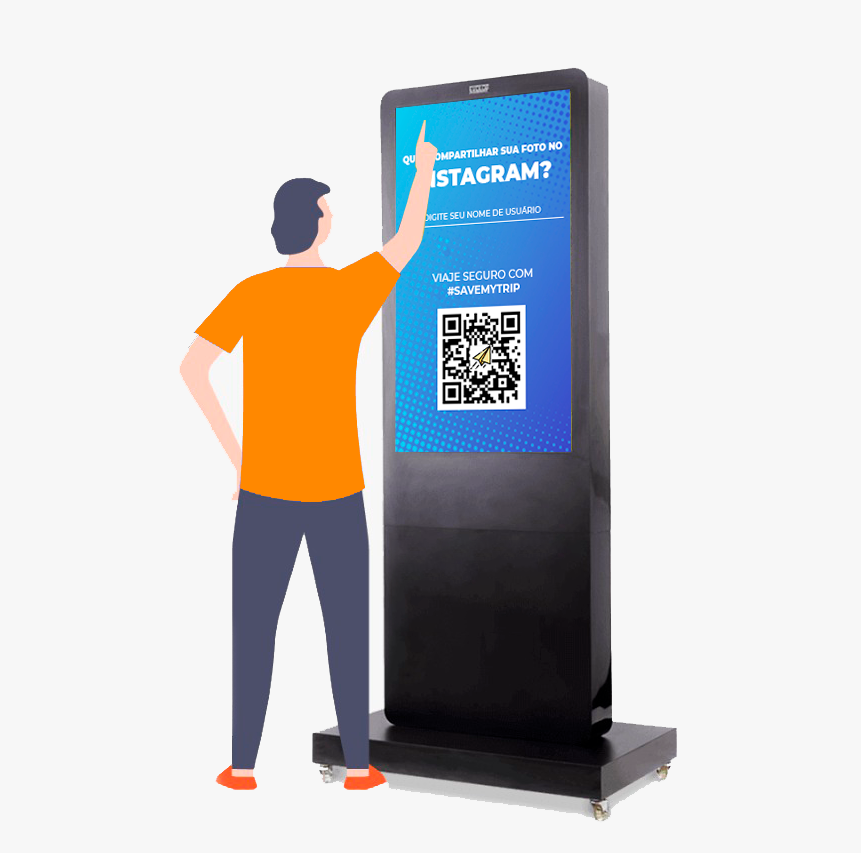 COMPARTILHAR SUA FOTO NO
INSTAGRAM?
DIGITE SEU NOME DE USUÁRIO
VIAJE SEGURO COM
#SAVEMYTRIP